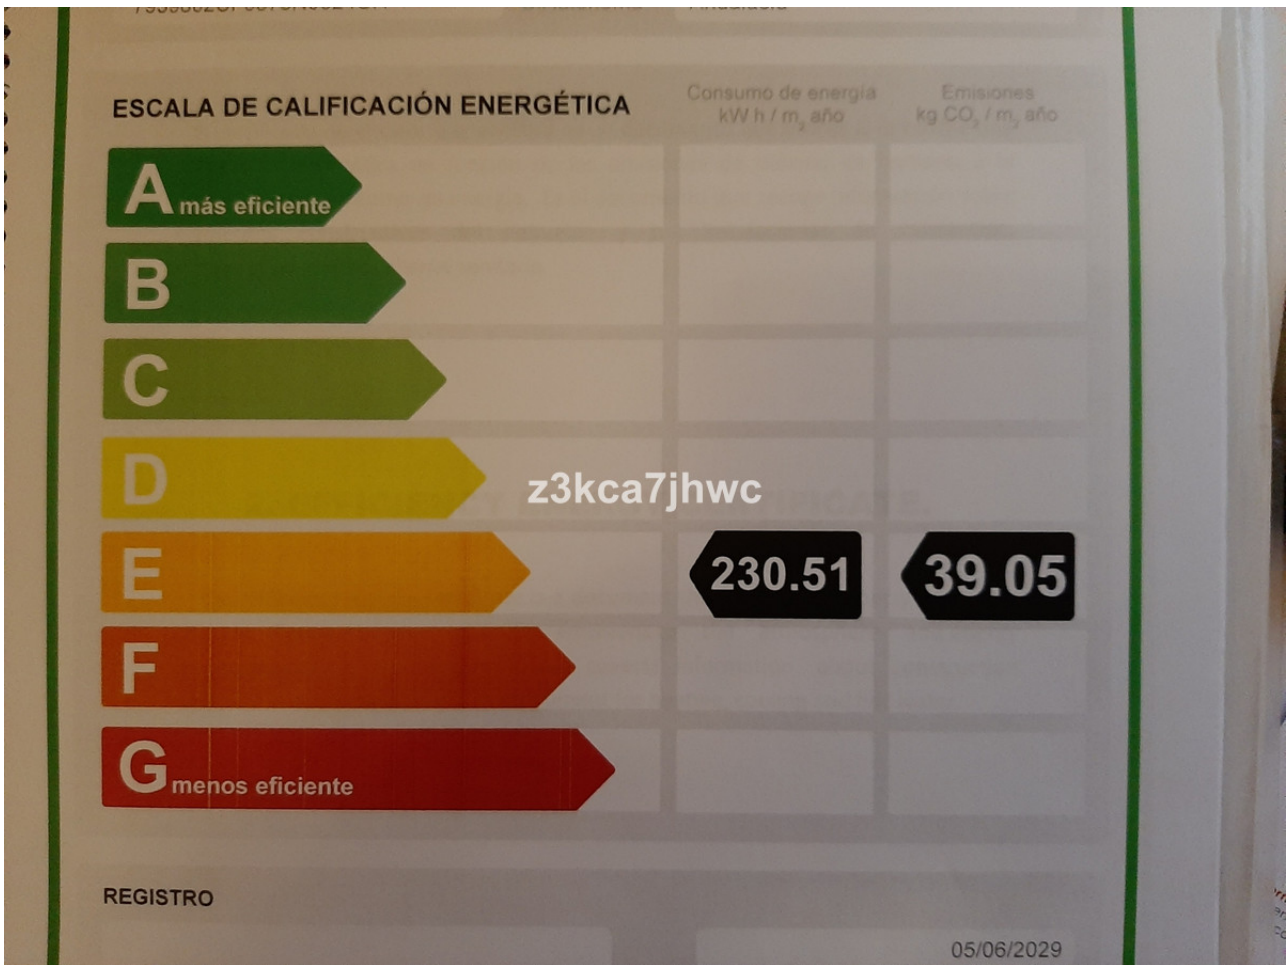 ESCALA DE CALIFICACIÓN ENERGÉTICA
Consumo de energía
kW h / m₂ año
Emisiones
kg CO₂ / m₂ año
A más eficiente
B
C
D
z3kca7jhwc
E
230.51
39.05
F
G menos eficiente
REGISTRO
05/06/2029